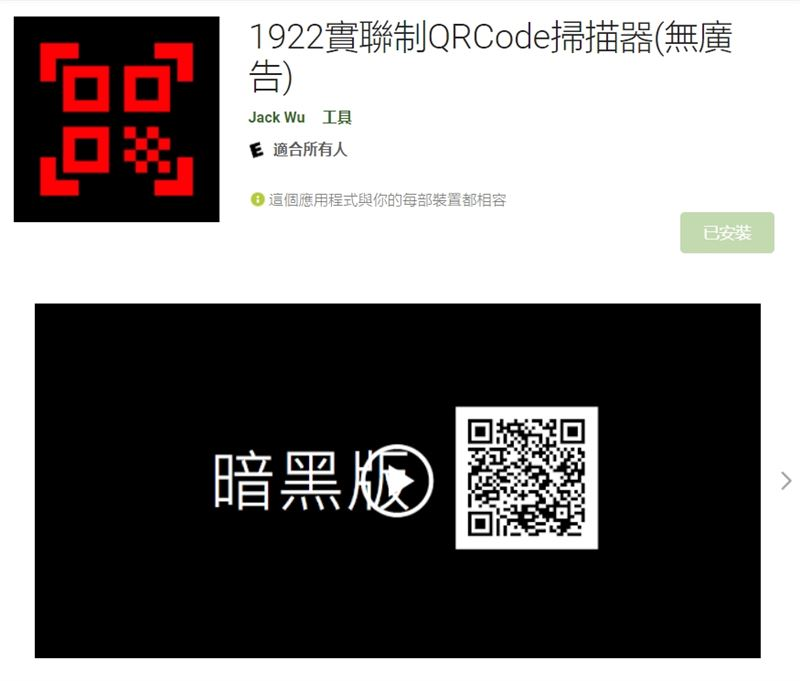 1922實聯制QRCode掃描器(無廣
告)
Jack Wu 工具
E 適合所有人
這個應用程式與你的每部裝置都相容
已安裝
暗黑版